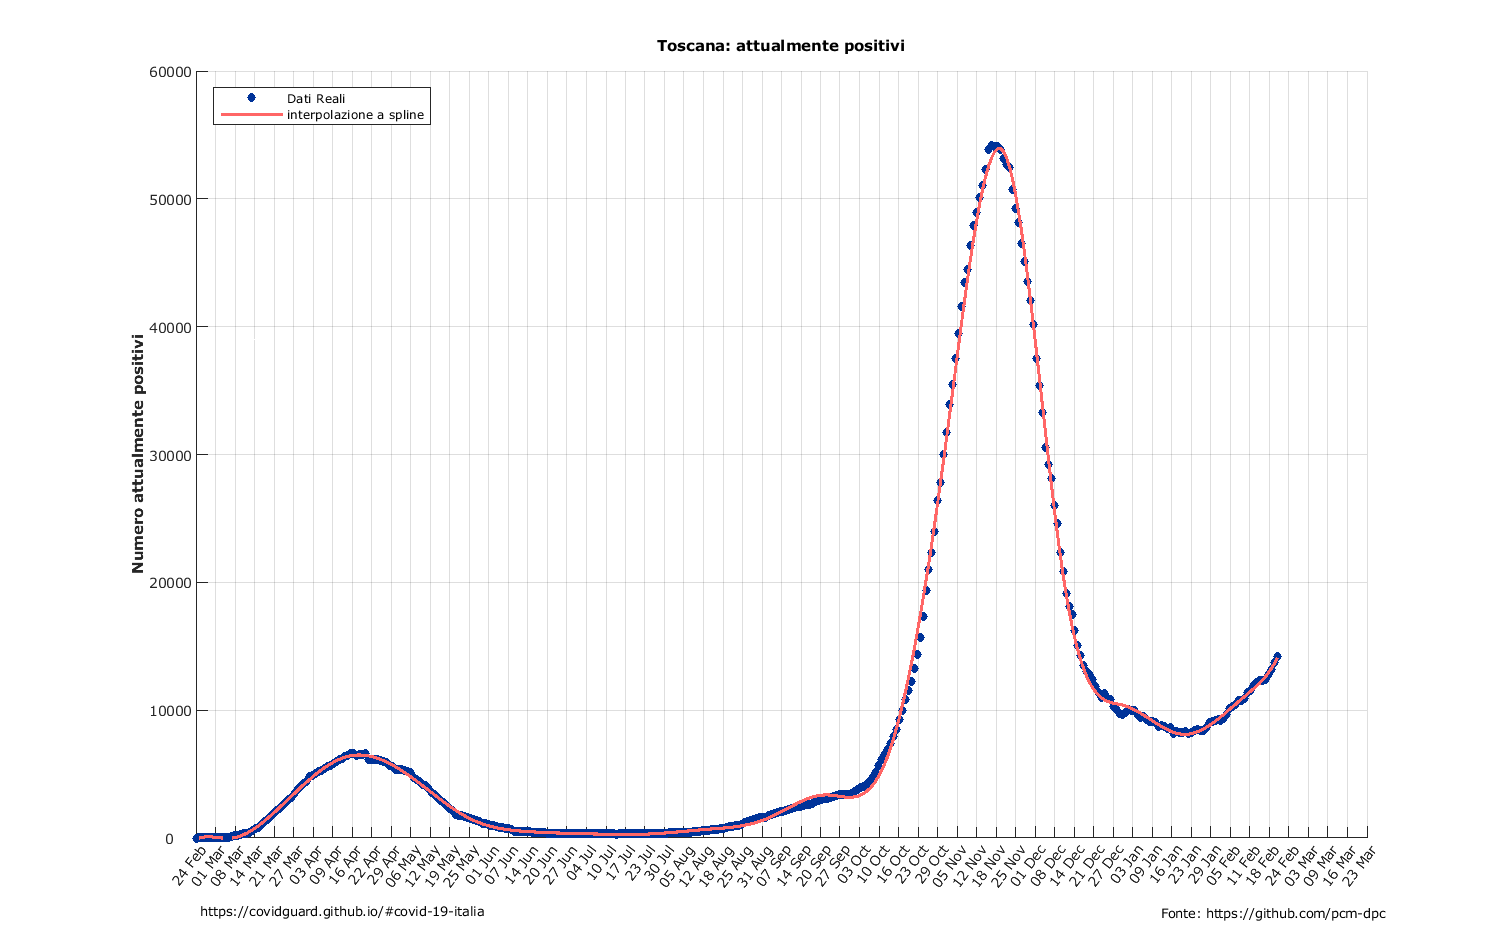 Toscana: attualmente positivi
Dati Reali
interpolazione a spline
Numero attualmente positivi
60000
50000
40000
30000
20000
10000
0
24 Feb
01 Mar
08 Mar
14 Mar
21 Mar
27 Mar
03 Apr
09 Apr
16 Apr
22 Apr
29 Apr
06 May
12 May
19 May
25 May
01 Jun
07 Jun
14 Jun
20 Jun
27 Jun
04 Jul
10 Jul
17 Jul
23 Jul
30 Jul
05 Aug
12 Aug
18 Aug
25 Aug
31 Aug
07 Sep
14 Sep
20 Sep
27 Sep
03 Oct
10 Oct
16 Oct
23 Oct
29 Oct
05 Nov
12 Nov
18 Nov
25 Nov
01 Dec
08 Dec
14 Dec
21 Dec
27 Dec
03 Jan
09 Jan
16 Jan
23 Jan
29 Jan
05 Feb
11 Feb
18 Feb
24 Feb
03 Mar
09 Mar
16 Mar
23 Mar
https://covidguard.github.io/#covid-19-italia
Fonte: https://github.com/pcm-dpc